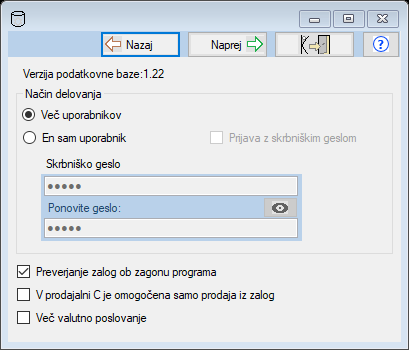 Nazaj
Naprej
?
Verzija podatkovne baze:1.22
Način delovanja
Več uporabnikov
En sam uporabnik
Prijava z skrbniškim geslom
Skrbniško geslo
•••••
Ponovite geslo:
•••••
Preverjanje zalog ob zagonu programa
V prodajalni C je omogočena samo prodaja iz zalog
Več valutno poslovanje